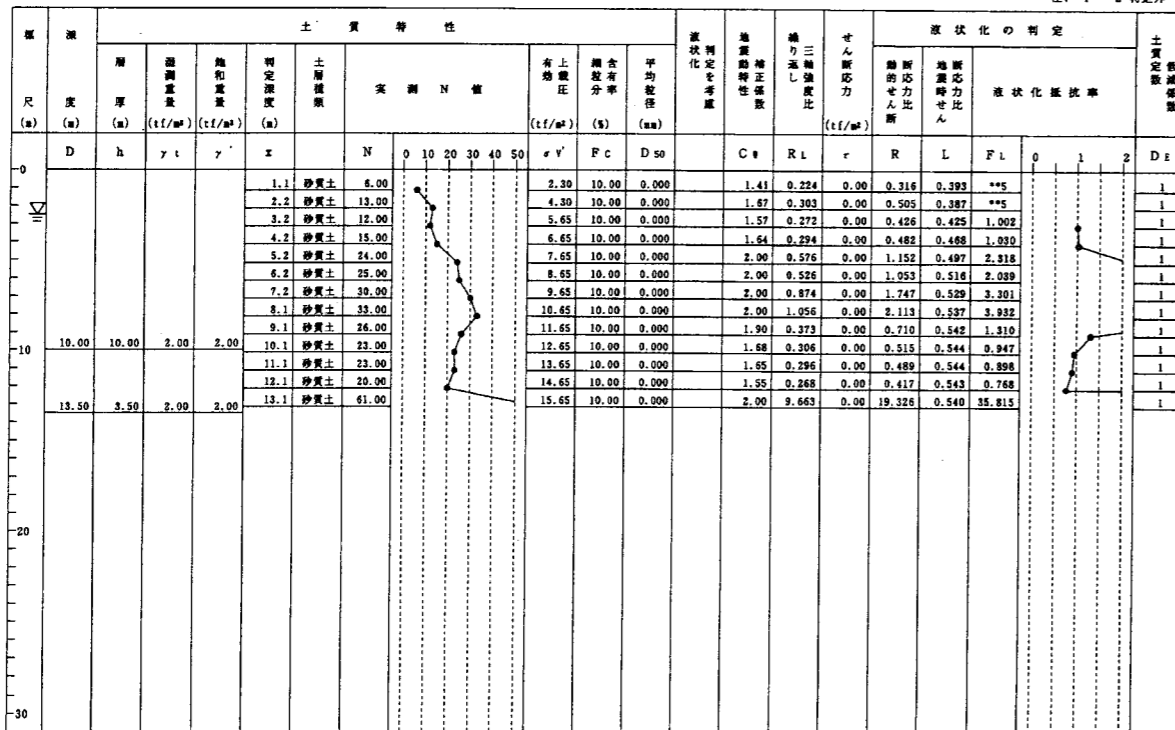 標尺 (m)
深度 (m)
土質特性
層厚 (m)
湿潤重量 (tf/m³)
飽和重量 (tf/m³)
判定深度 (m)
土層種類
実測N値
有効上載圧 (tf/m²)
細粒分含有率 (%)
平均粒径 (mm)
液状化判定を考慮
地震動特性補正係数
繰り返し三軸強度比
せん断応力 (tf/m²)
液状化の判定
動的せん断応力比
地震時せん断応力比
液状化抵抗率
土質定数低減係数
D h γt γ' x N 0 10 20 30 40 50 σv' FC D50 RL τ R L FL 0 1 2 DE
0
1.1 砂質土 6.00 2.30 10.00 0.000 1.41 0.224 0.00 0.316 0.393 **5 1
2.2 砂質土 13.00 4.30 10.00 0.000 1.67 0.303 0.00 0.505 0.387 **5 1
3.2 砂質土 12.00 5.65 10.00 0.000 1.57 0.272 0.00 0.426 0.425 1.002 1
4.2 砂質土 15.00 6.65 10.00 0.000 1.64 0.294 0.00 0.482 0.468 1.030 1
5.2 砂質土 24.00 7.65 10.00 0.000 2.00 0.576 0.00 1.152 0.497 2.318 1
6.2 砂質土 25.00 8.65 10.00 0.000 2.00 0.526 0.00 1.053 0.516 2.039 1
7.2 砂質土 30.00 9.65 10.00 0.000 2.00 0.874 0.00 1.747 0.529 3.301 1
8.1 砂質土 33.00 10.65 10.00 0.000 2.00 1.056 0.00 2.113 0.537 3.932 1
9.1 砂質土 26.00 11.65 10.00 0.000 1.90 0.373 0.00 0.710 0.542 1.310 1
10 10.00 10.00 2.00 2.00 10.1 砂質土 23.00 12.65 10.00 0.000 1.68 0.306 0.00 0.515 0.544 0.947 1
11.1 砂質土 23.00 13.65 10.00 0.000 1.65 0.296 0.00 0.489 0.544 0.898 1
12.1 砂質土 20.00 14.65 10.00 0.000 1.55 0.268 0.00 0.417 0.543 0.768 1
13.50 3.50 2.00 2.00 13.1 砂質土 61.00 15.65 10.00 0.000 2.00 9.663 0.00 19.326 0.540 35.815 1
20
30